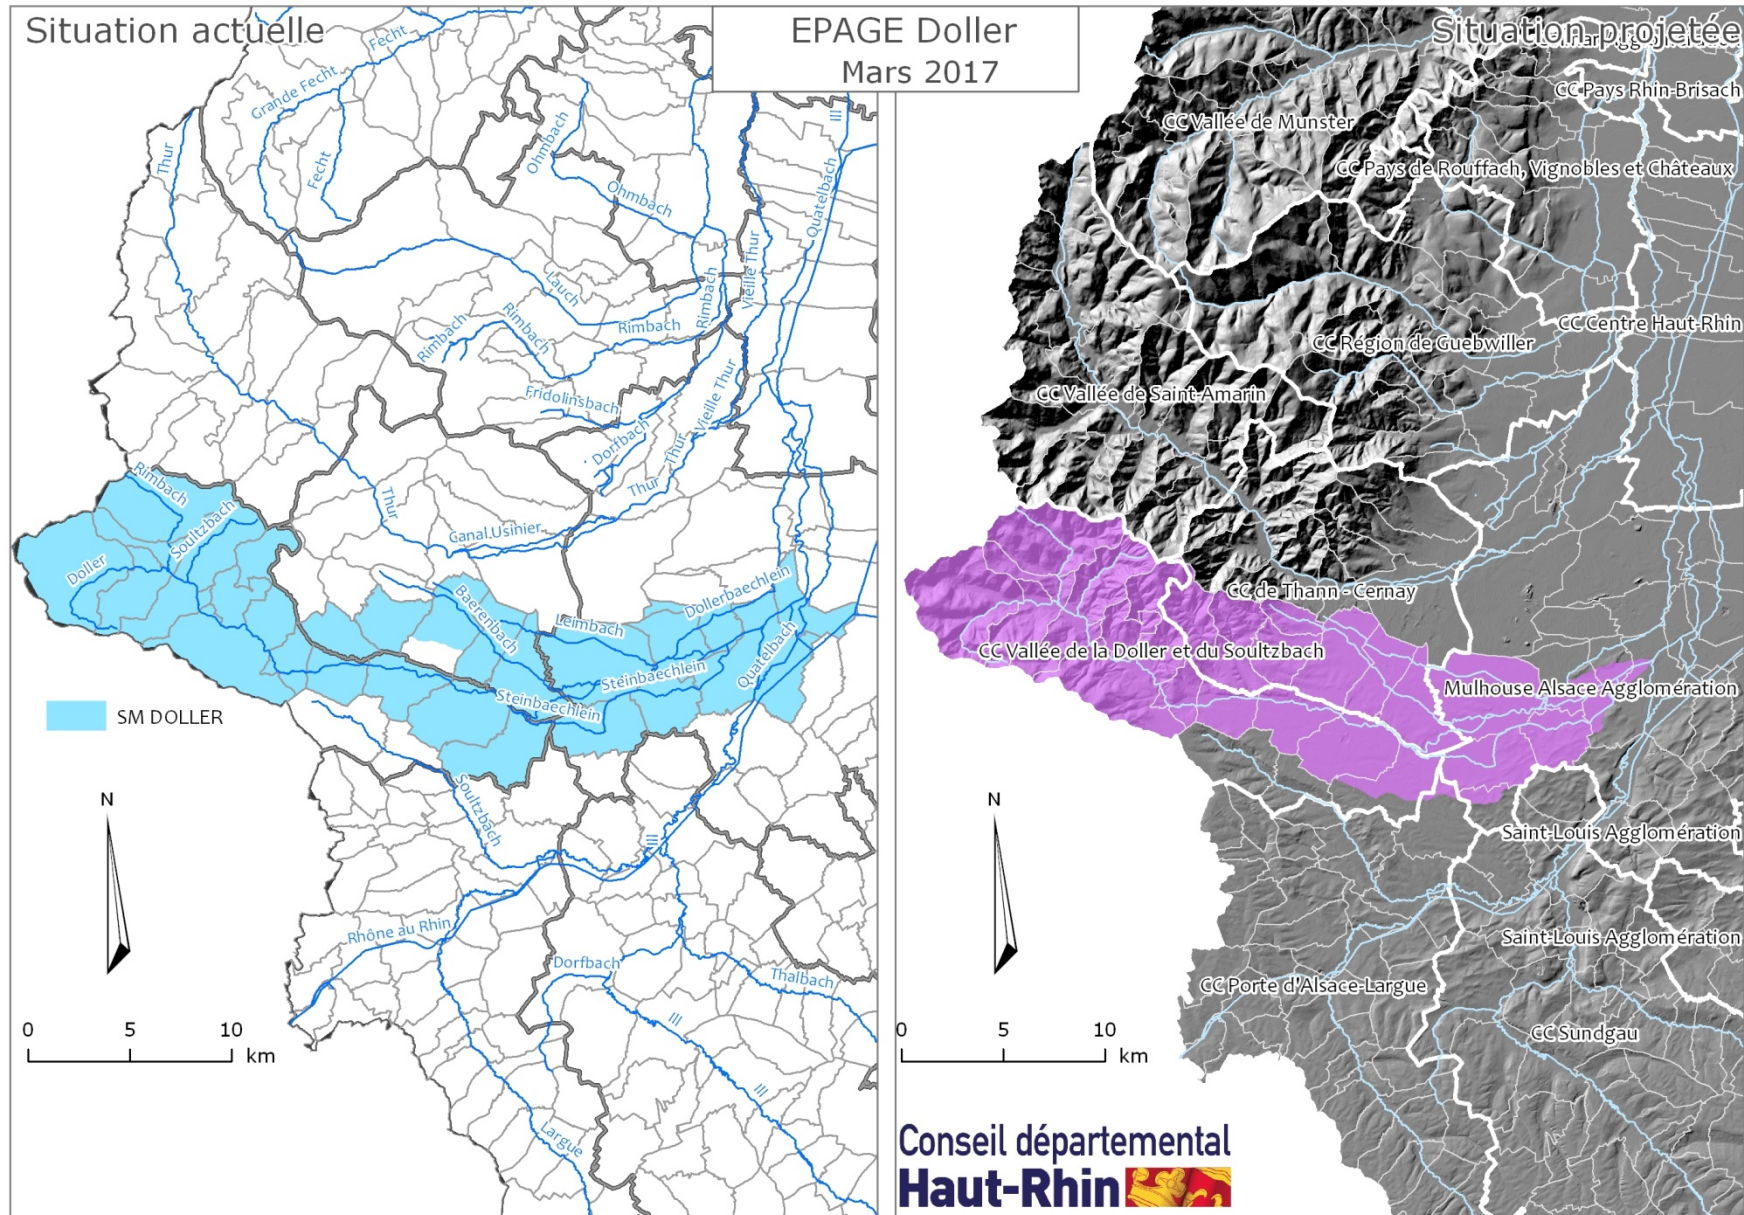 Situation actuelle
EPAGE Doller
Mars 2017
Situation projetée
Fecht
Grande Fecht
Thur
Fecht
Ohmbach
Ohmbach
Ill
Quatelbach
Vieille Thur
Lauch
Rimbach
Rimbach
Rimbach
Rimbach
Fridolinsbach
Dorfbach
Vieille Thur
Thur
Thur
Thur
Canal Usinier
Rimbach
Soultzbach
Doller
Baerenbach
Leimbach
Dollerbaechlein
Steinbaechlein
Steinbaechlein
Quatelbach
SM DOLLER
Soultzbach
Ill
N
Rhône au Rhin
Dorfbach
Thalbach
Ill
Ill
Largue
0 5 10
km
CC Pays Rhin-Brisach
CC Vallée de Munster
CC Pays de Rouffach, Vignobles et Châteaux
CC Centre Haut-Rhin
CC Région de Guebwiller
CC Vallée de Saint-Amarin
CC de Thann - Cernay
CC Vallée de la Doller et du Soultzbach
Mulhouse Alsace Agglomération
N
Saint-Louis Agglomération
Saint-Louis Agglomération
CC Porte d'Alsace-Largue
CC Sundgau
0 5 10
km
Conseil départemental
Haut-Rhin